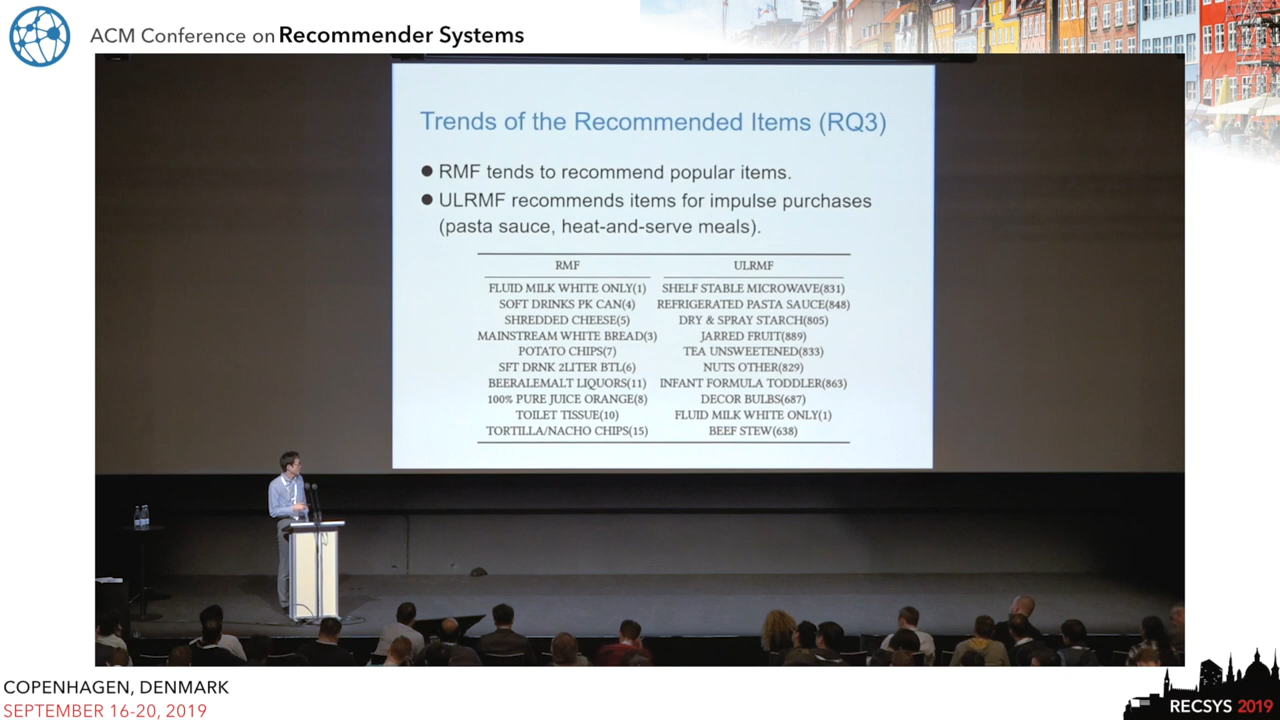 ACM Conference on Recommender Systems
Trends of the Recommended Items (RQ3)
● RMF tends to recommend popular items.
● ULRMF recommends items for impulse purchases
(pasta sauce, heat-and-serve meals).
RMF ULRMF
FLUID MILK WHITE ONLY(1) SHELF STABLE MICROWAVE(831)
SOFT DRINKS PK CAN(4) REFRIGERATED PASTA SAUCE(848)
SHREDDED CHEESE(5) DRY & SPRAY STARCH(805)
MAINSTREAM WHITE BREAD(3) JARRED FRUIT(889)
POTATO CHIPS(7) TEA UNSWEETENED(833)
SFT DRNK 2LITER BTL(6) NUTS OTHER(829)
BEERALEMALT LIQUORS(11) INFANT FORMULA TODDLER(863)
100% PURE JUICE ORANGE(8) DECOR BULBS(687)
TOILET TISSUE(10) FLUID MILK WHITE ONLY(1)
TORTILLA/NACHO CHIPS(15) BEEF STEW(638)
COPENHAGEN, DENMARK
SEPTEMBER 16-20, 2019
RECSYS 2019